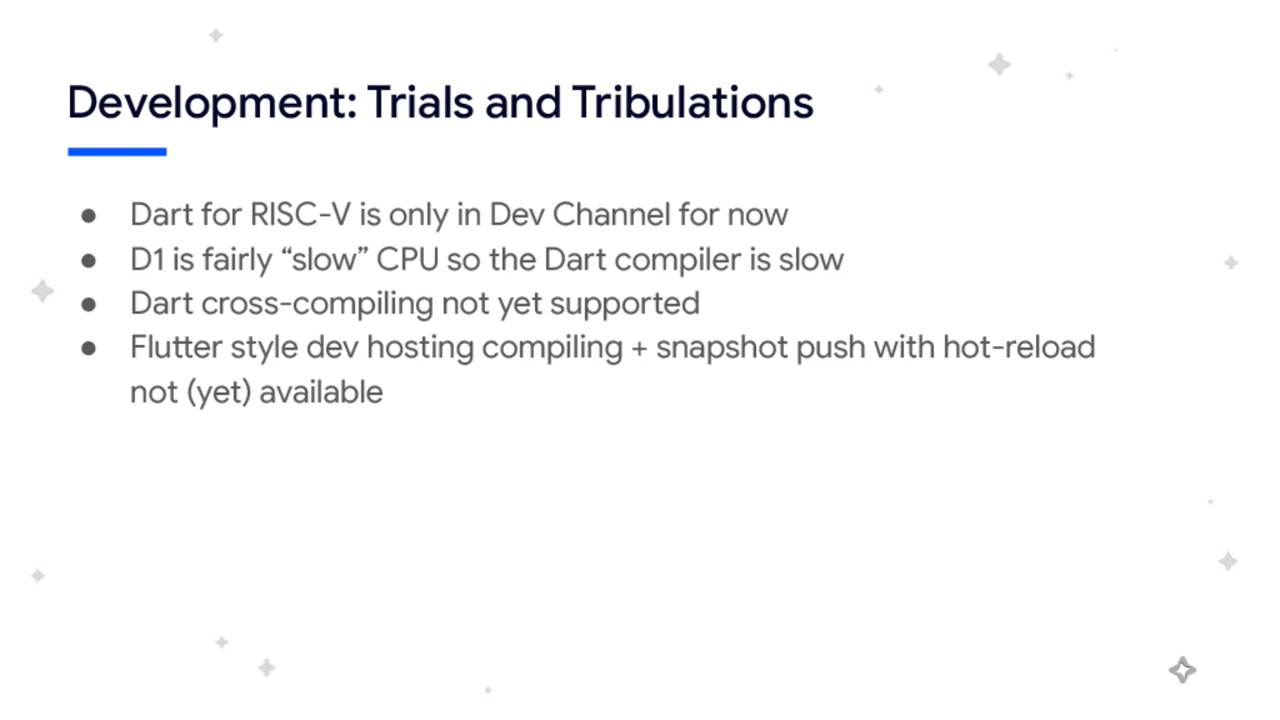 Development: Trials and Tribulations
● Dart for RISC-V is only in Dev Channel for now
● D1 is fairly “slow” CPU so the Dart compiler is slow
● Dart cross-compiling not yet supported
● Flutter style dev hosting compiling + snapshot push with hot-reload
not (yet) available